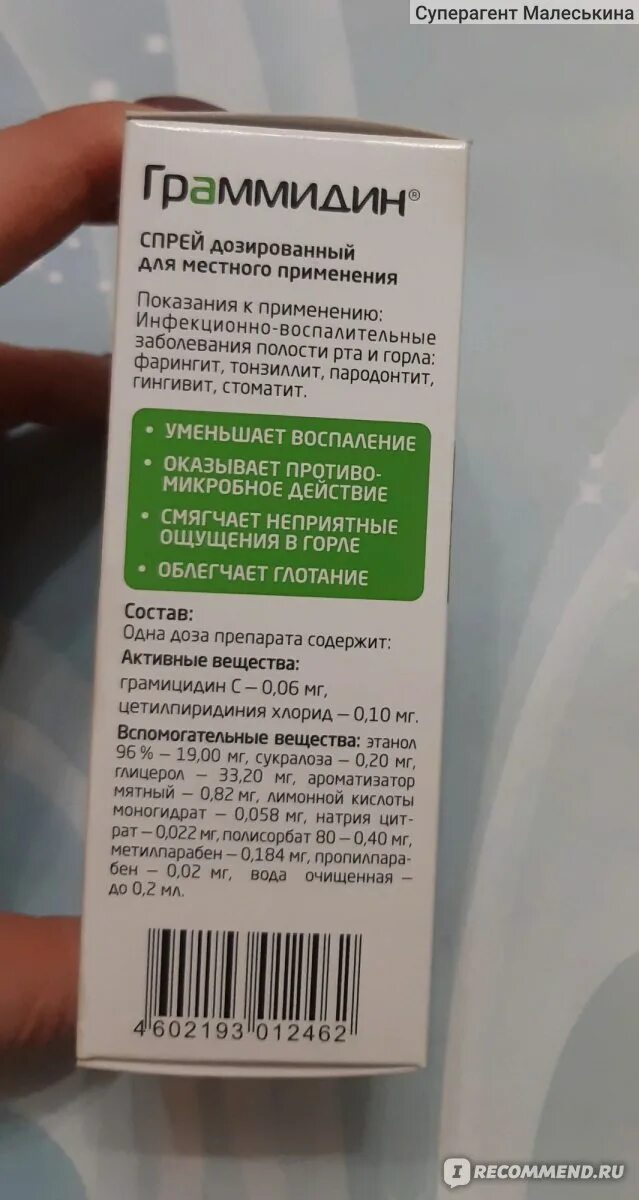 Суперагент Малеськина
Граммидин®
СПРЕЙ дозированный
для местного применения
Показания к применению:
Инфекционно-воспалительные
заболевания полости рта и горла:
фарингит, тонзиллит, пародонтит,
гингивит, стоматит.
• УМЕНЬШАЕТ ВОСПАЛЕНИЕ
• ОКАЗЫВАЕТ ПРОТИВО-
МИКРОБНОЕ ДЕЙСТВИЕ
• СМЯГЧАЕТ НЕПРИЯТНЫЕ
ОЩУЩЕНИЯ В ГОРЛЕ
• ОБЛЕГЧАЕТ ГЛОТАНИЕ
Состав:
Одна доза препарата содержит:
Активные вещества:
грамицидин С – 0,06 мг,
цетилпиридиния хлорид – 0,10 мг.
Вспомогательные вещества: этанол
96 % – 19,00 мг, сукралоза – 0,20 мг,
глицерол – 33,20 мг, ароматизатор
мятный – 0,82 мг, лимонной кислоты
моногидрат – 0,058 мг, натрия цит-
рат – 0,022 мг, полисорбат 80 – 0,40 мг,
метилпарабен – 0,184 мг, пропилпара-
бен – 0,02 мг, вода очищенная –
до 0,2 мл.
4 602193 012462
IRECOMMEND.RU